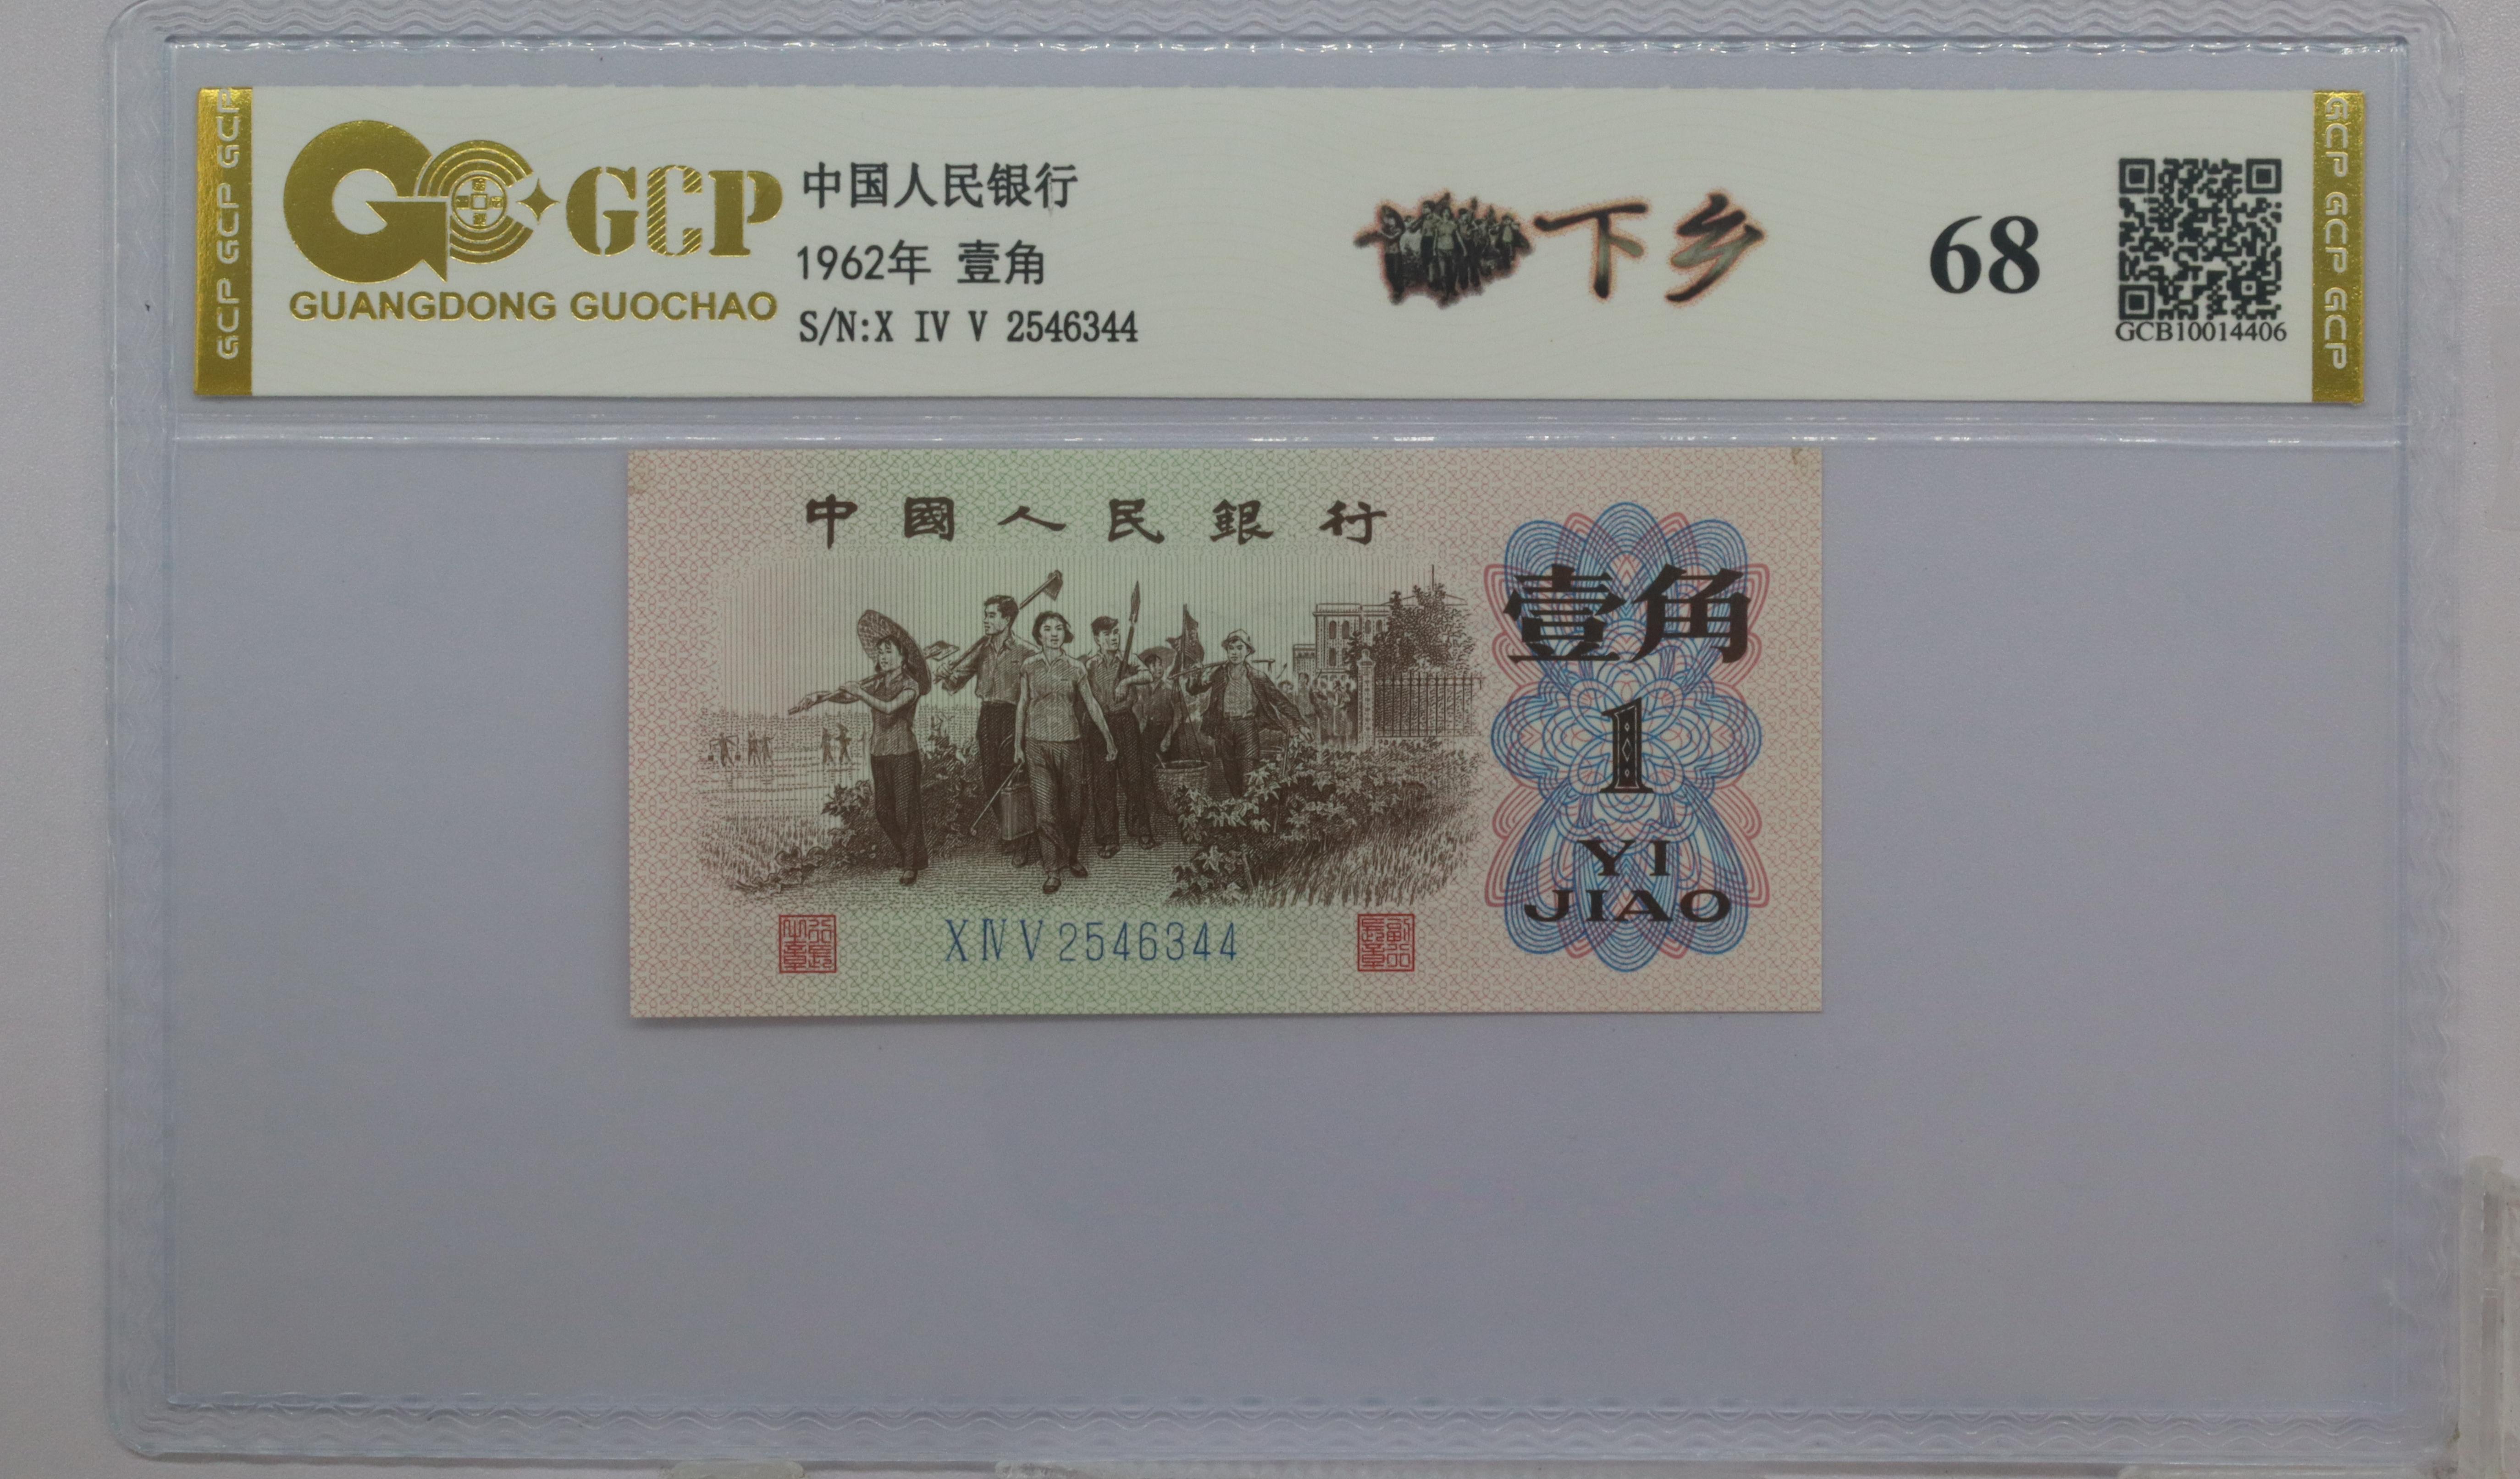 GCP GCP GCP
GCP
GUANGDONG GUOCHAO
中国人民银行
1962年 壹角
S/N:X IV V 2546344
下乡
68
GCB10014406
GCP GCP GCP
中國人民銀行
壹角
1
YI
JIAO
X IV V 2546344